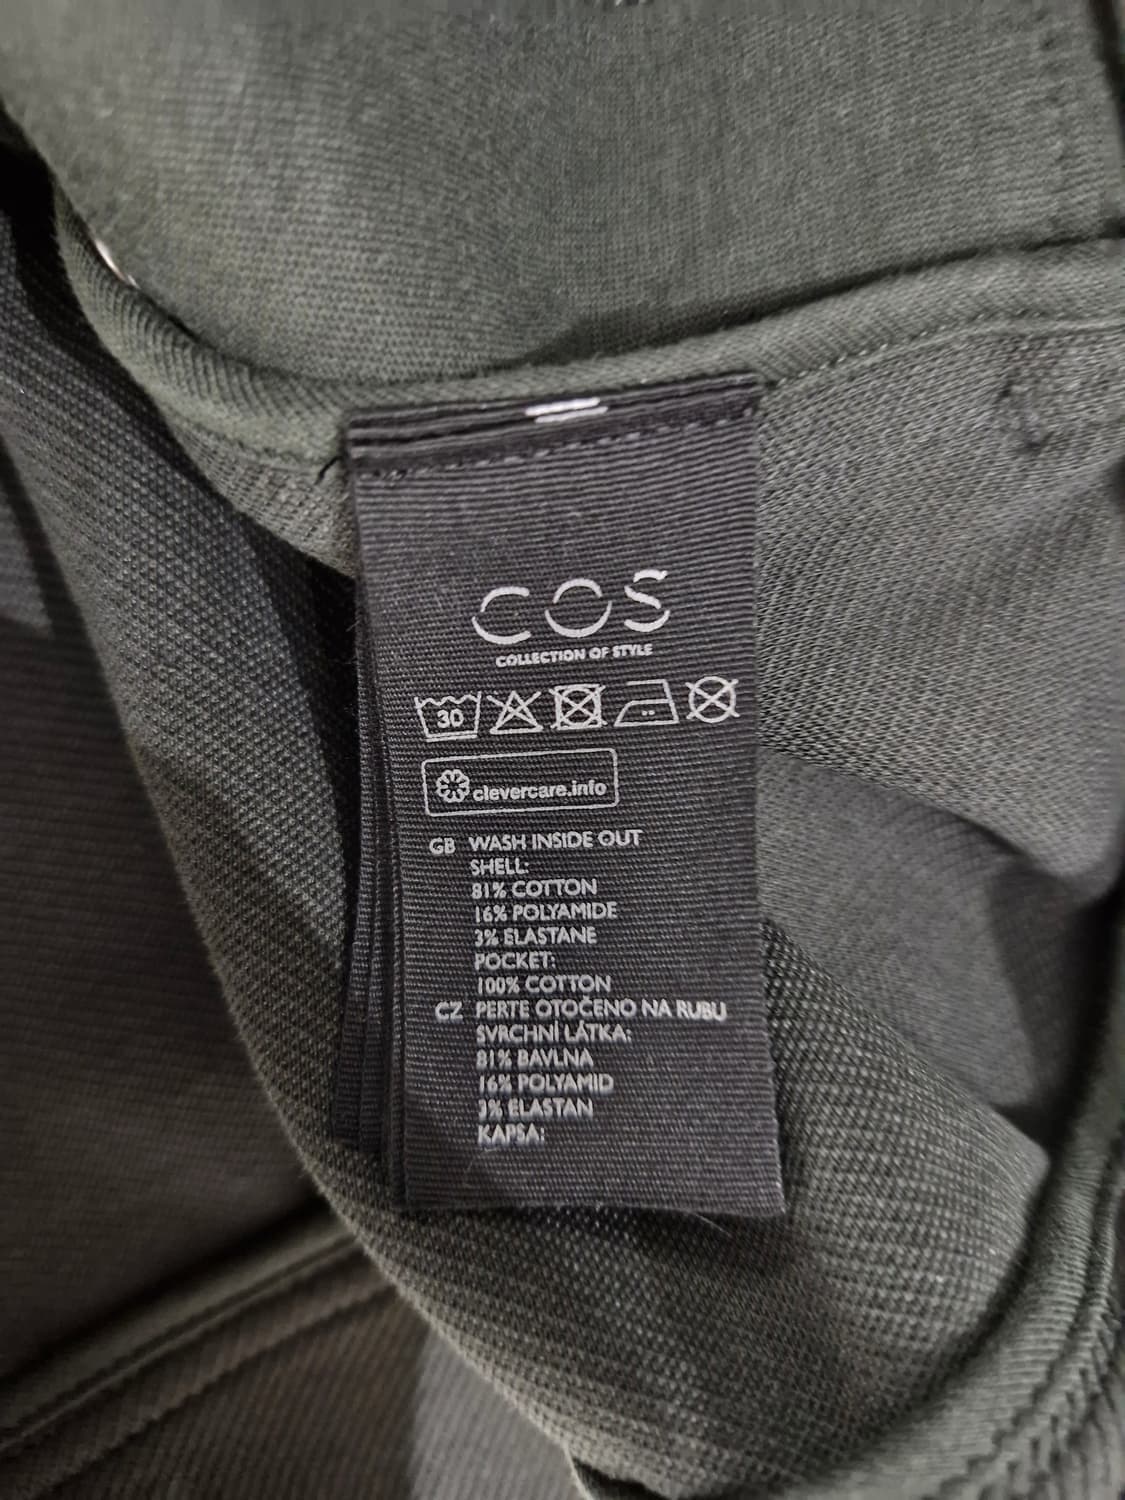 COS
COLLECTION OF STYLE
30
clevercare.info
GB WASH INSIDE OUT
SHELL:
81% COTTON
16% POLYAMIDE
3% ELASTANE
POCKET:
100% COTTON
CZ PERTE OTOČENO NA RUBU
SVRCHNÍ LÁTKA:
81% BAVLNA
16% POLYAMID
3% ELASTAN
KAPSA: